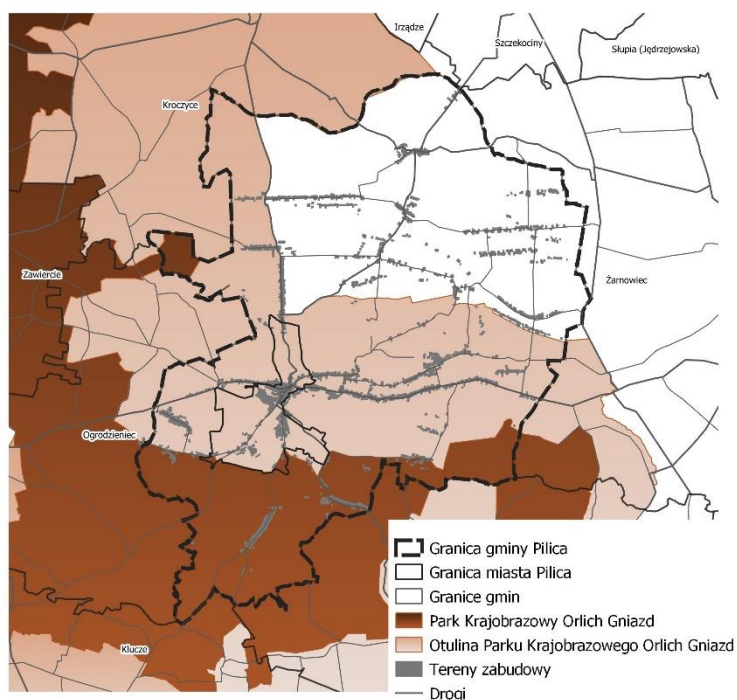 Irządze
Szczekociny
Słupia (Jędrzejowska)
Kroczyce
Zawiercie
Żarnowiec
Ogrodzieniec
Klucze
Granica gminy Pilica
Granica miasta Pilica
Granice gmin
Park Krajobrazowy Orlich Gniazd
Otulina Parku Krajobrazowego Orlich Gniazd
Tereny zabudowy
Drogi